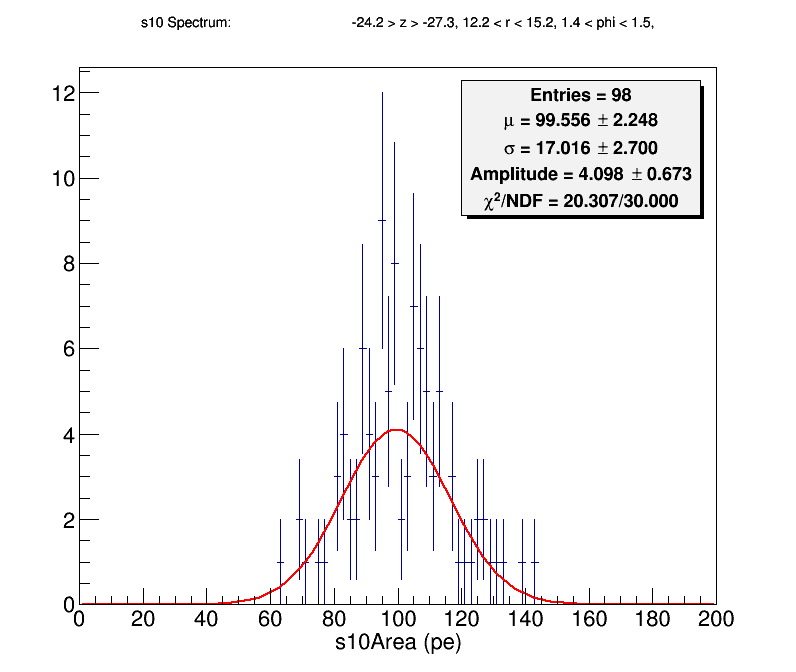 s10 Spectrum: -24.2 > z > -27.3, 12.2 < r < 15.2, 1.4 < phi < 1.5,
Entries = 98
μ = 99.556 ± 2.248
σ = 17.016 ± 2.700
Amplitude = 4.098 ± 0.673
χ²/NDF = 20.307/30.000
12
10
8
6
4
2
0
0 20 40 60 80 100 120 140 160 180 200
s10Area (pe)